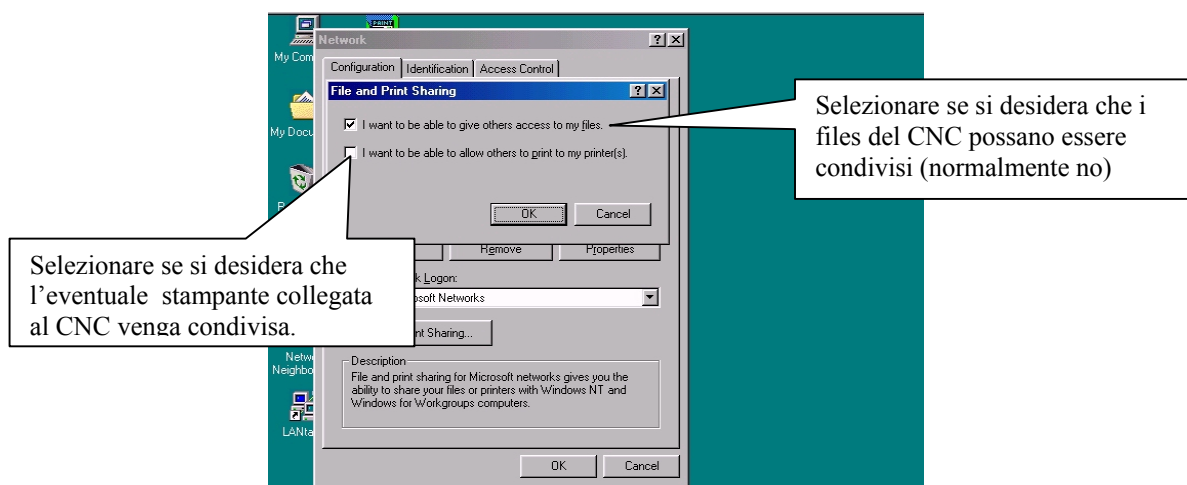 PRINT
My Com
Network
Configuration Identification Access Control
File and Print Sharing
I want to be able to give others access to my files.
I want to be able to allow others to print to my printer(s).
OK Cancel
My Docu
Selezionare se si desidera che i
files del CNC possano essere
condivisi (normalmente no)
Selezionare se si desidera che
l’eventuale stampante collegata
al CNC venga condivisa.
Remove Properties
k Logon:
osoft Networks
nt Sharing...
Description
File and print sharing for Microsoft networks gives you the
ability to share your files or printers with Windows NT and
Windows for Workgroups computers.
Netw
Neighbo
LANta
OK Cancel